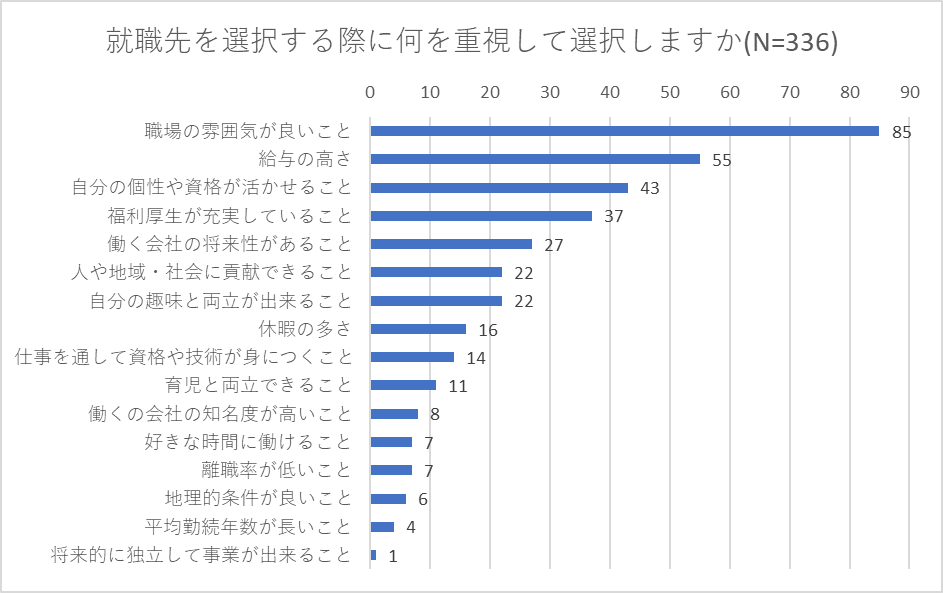 就職先を選択する際に何を重視して選択しますか(N=336)
0 10 20 30 40 50 60 70 80 90
職場の雰囲気が良いこと 85
給与の高さ 55
自分の個性や資格が活かせること 43
福利厚生が充実していること 37
働く会社の将来性があること 27
人や地域・社会に貢献できること 22
自分の趣味と両立が出来ること 22
休暇の多さ 16
仕事を通して資格や技術が身につくこと 14
育児と両立できること 11
働くの会社の知名度が高いこと 8
好きな時間に働けること 7
離職率が低いこと 7
地理的条件が良いこと 6
平均勤続年数が長いこと 4
将来的に独立して事業が出来ること 1